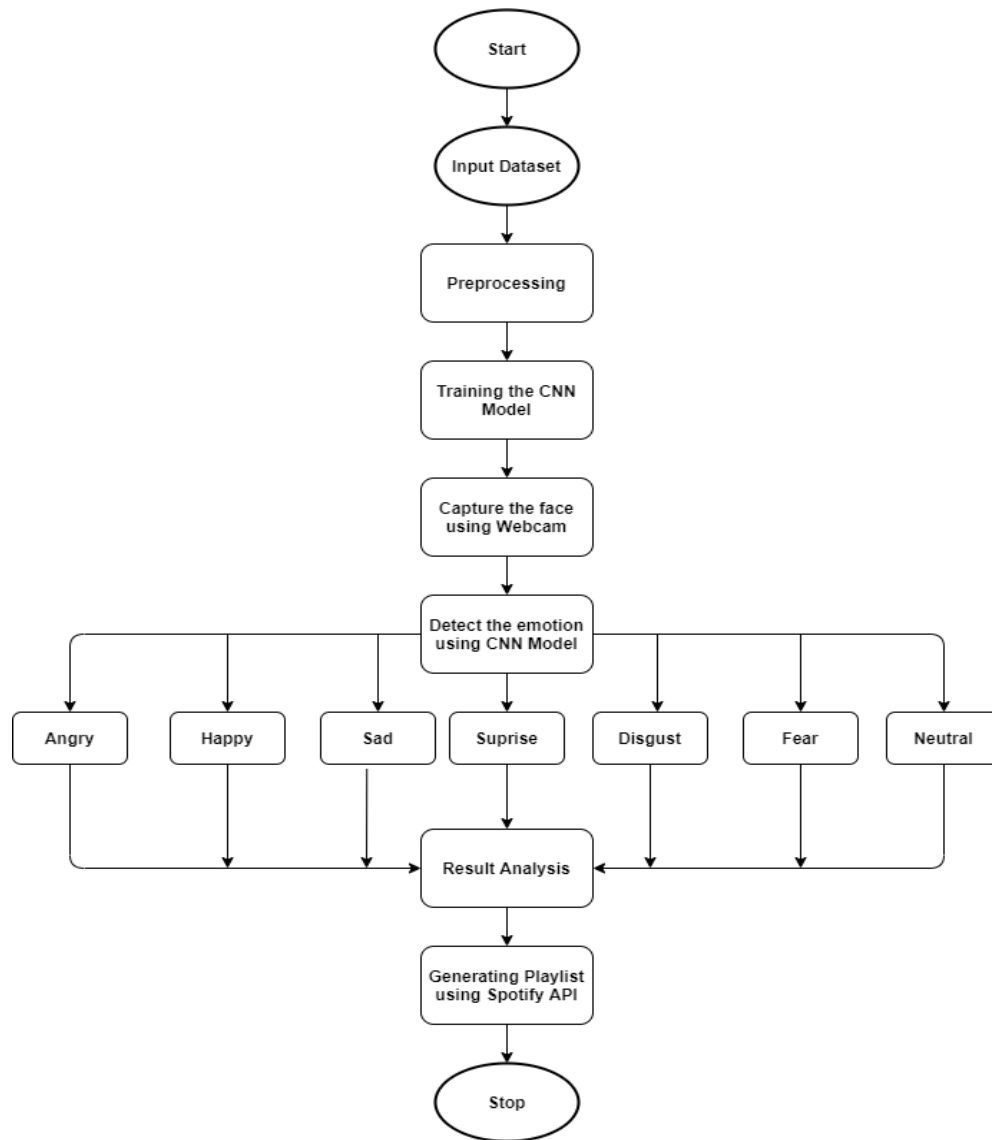 Start
Input Dataset
Preprocessing
Training the CNN
Model
Capture the face
using Webcam
Detect the emotion
using CNN Model
Angry
Happy
Sad
Suprise
Disgust
Fear
Neutral
Result Analysis
Generating Playlist
using Spotify API
Stop